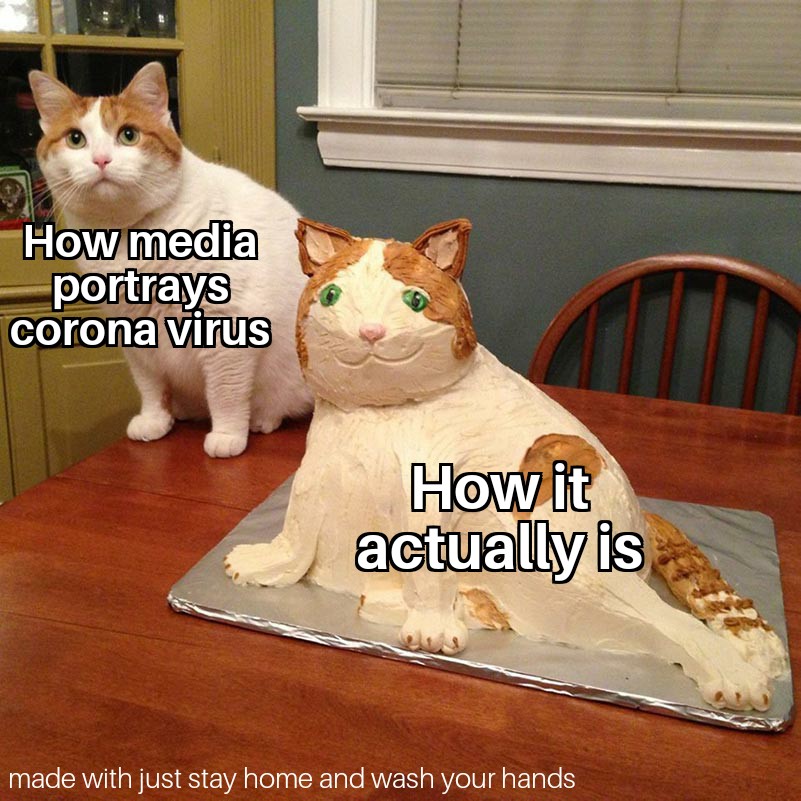 How media
portrays
corona virus
How it
actually is
made with just stay home and wash your hands